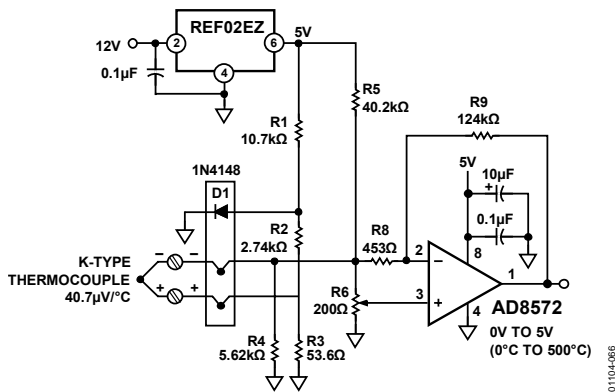 REF02EZ
12V
2
6
5V
4
0.1µF
R5
40.2kΩ
R9
124kΩ
R1
10.7kΩ
1N4148
D1
5V
10µF
+
0.1µF
R2
2.74kΩ
K-TYPE
THERMOCOUPLE
40.7µV/°C
– –
+ +
R8
453Ω
2
–
8
1
R6
200Ω
3
+
4
AD8572
0V TO 5V
(0°C TO 500°C)
R4
5.62kΩ
R3
53.6Ω
01104-066